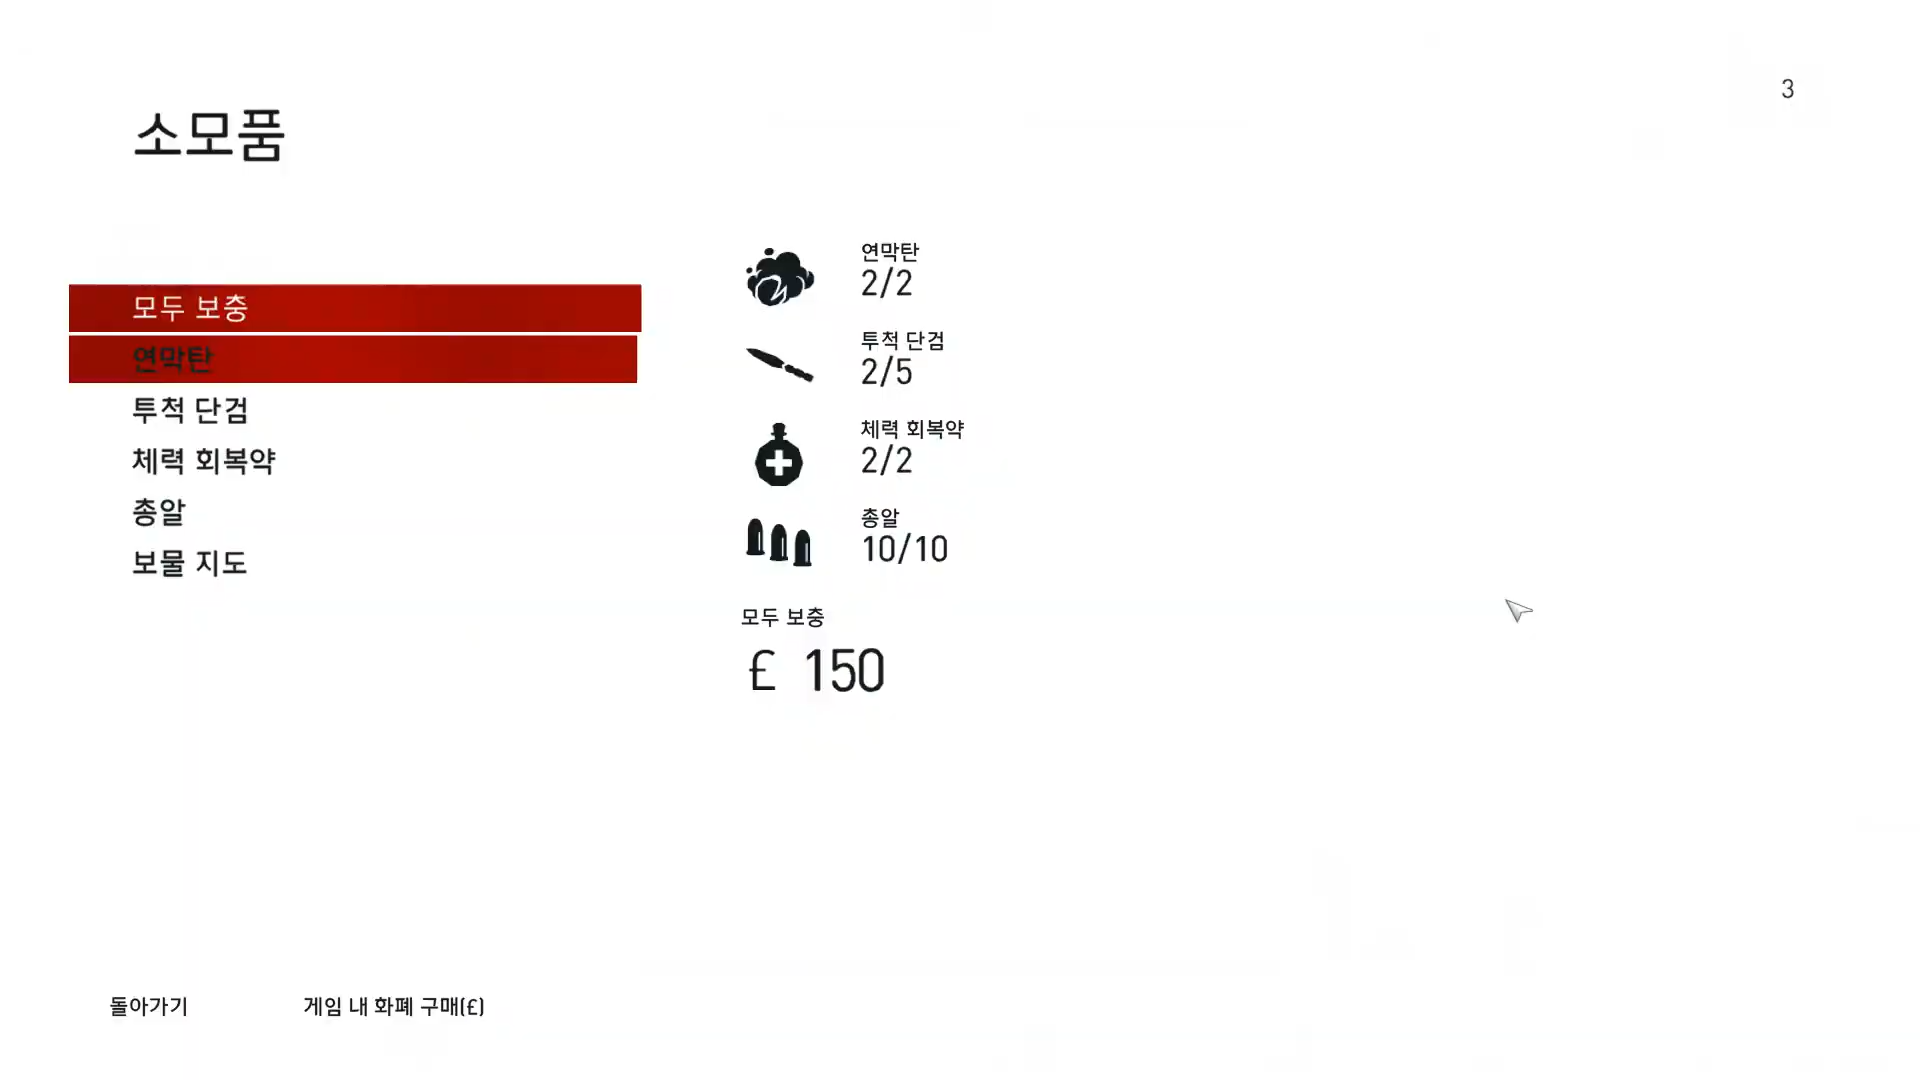 3
소모품
모두 보충
연막탄
투척 단검
체력 회복약
총알
보물 지도
연막탄
2/2
투척 단검
2/5
체력 회복약
2/2
총알
10/10
모두 보충
£ 150
돌아가기
게임 내 화폐 구매(£)